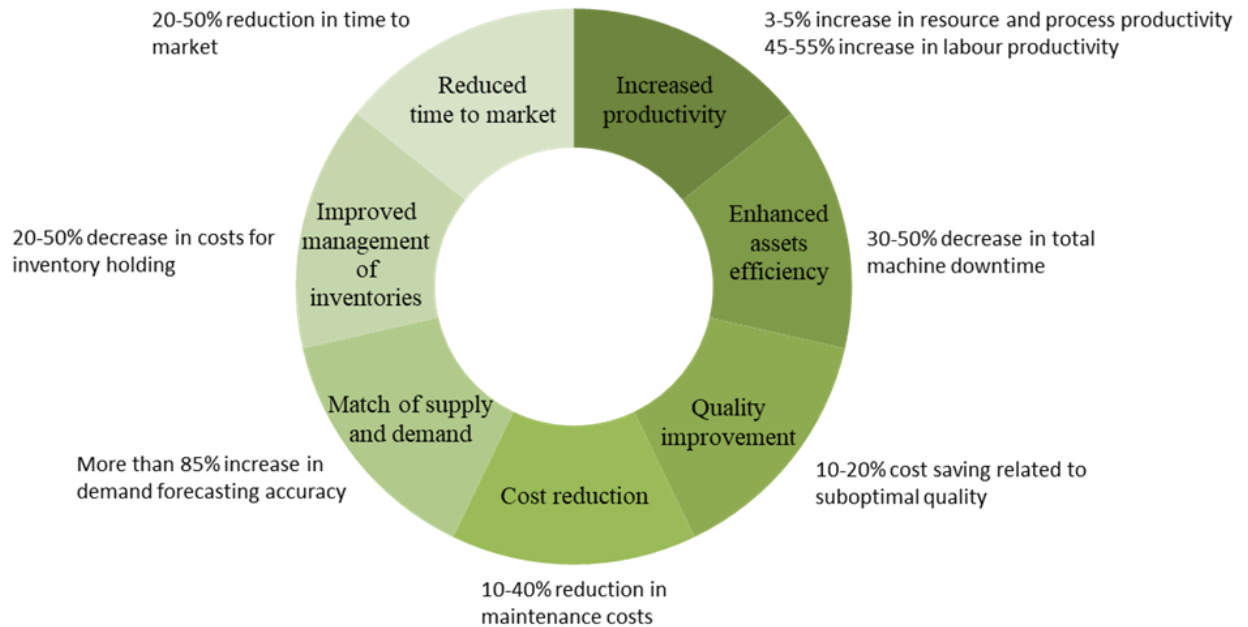 20-50% reduction in time to
market
3-5% increase in resource and process productivity
45-55% increase in labour productivity
Reduced
time to market
Increased
productivity
Improved
management
of
inventories
Enhanced
assets
efficiency
20-50% decrease in costs for
inventory holding
30-50% decrease in total
machine downtime
Match of supply
and demand
Quality
improvement
More than 85% increase in
demand forecasting accuracy
Cost reduction
10-20% cost saving related to
suboptimal quality
10-40% reduction in
maintenance costs